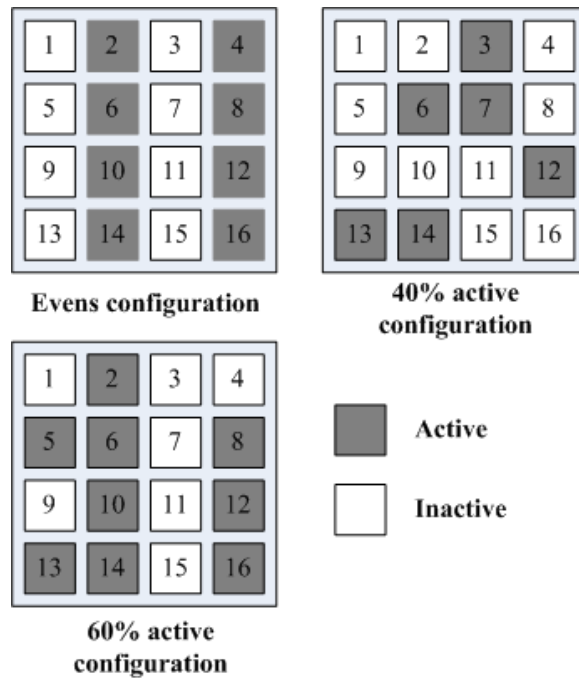 1 2 3 4
5 6 7 8
9 10 11 12
13 14 15 16
Evens configuration
1 2 3 4
5 6 7 8
9 10 11 12
13 14 15 16
40% active
configuration
1 2 3 4
5 6 7 8
9 10 11 12
13 14 15 16
60% active
configuration
Active
Inactive